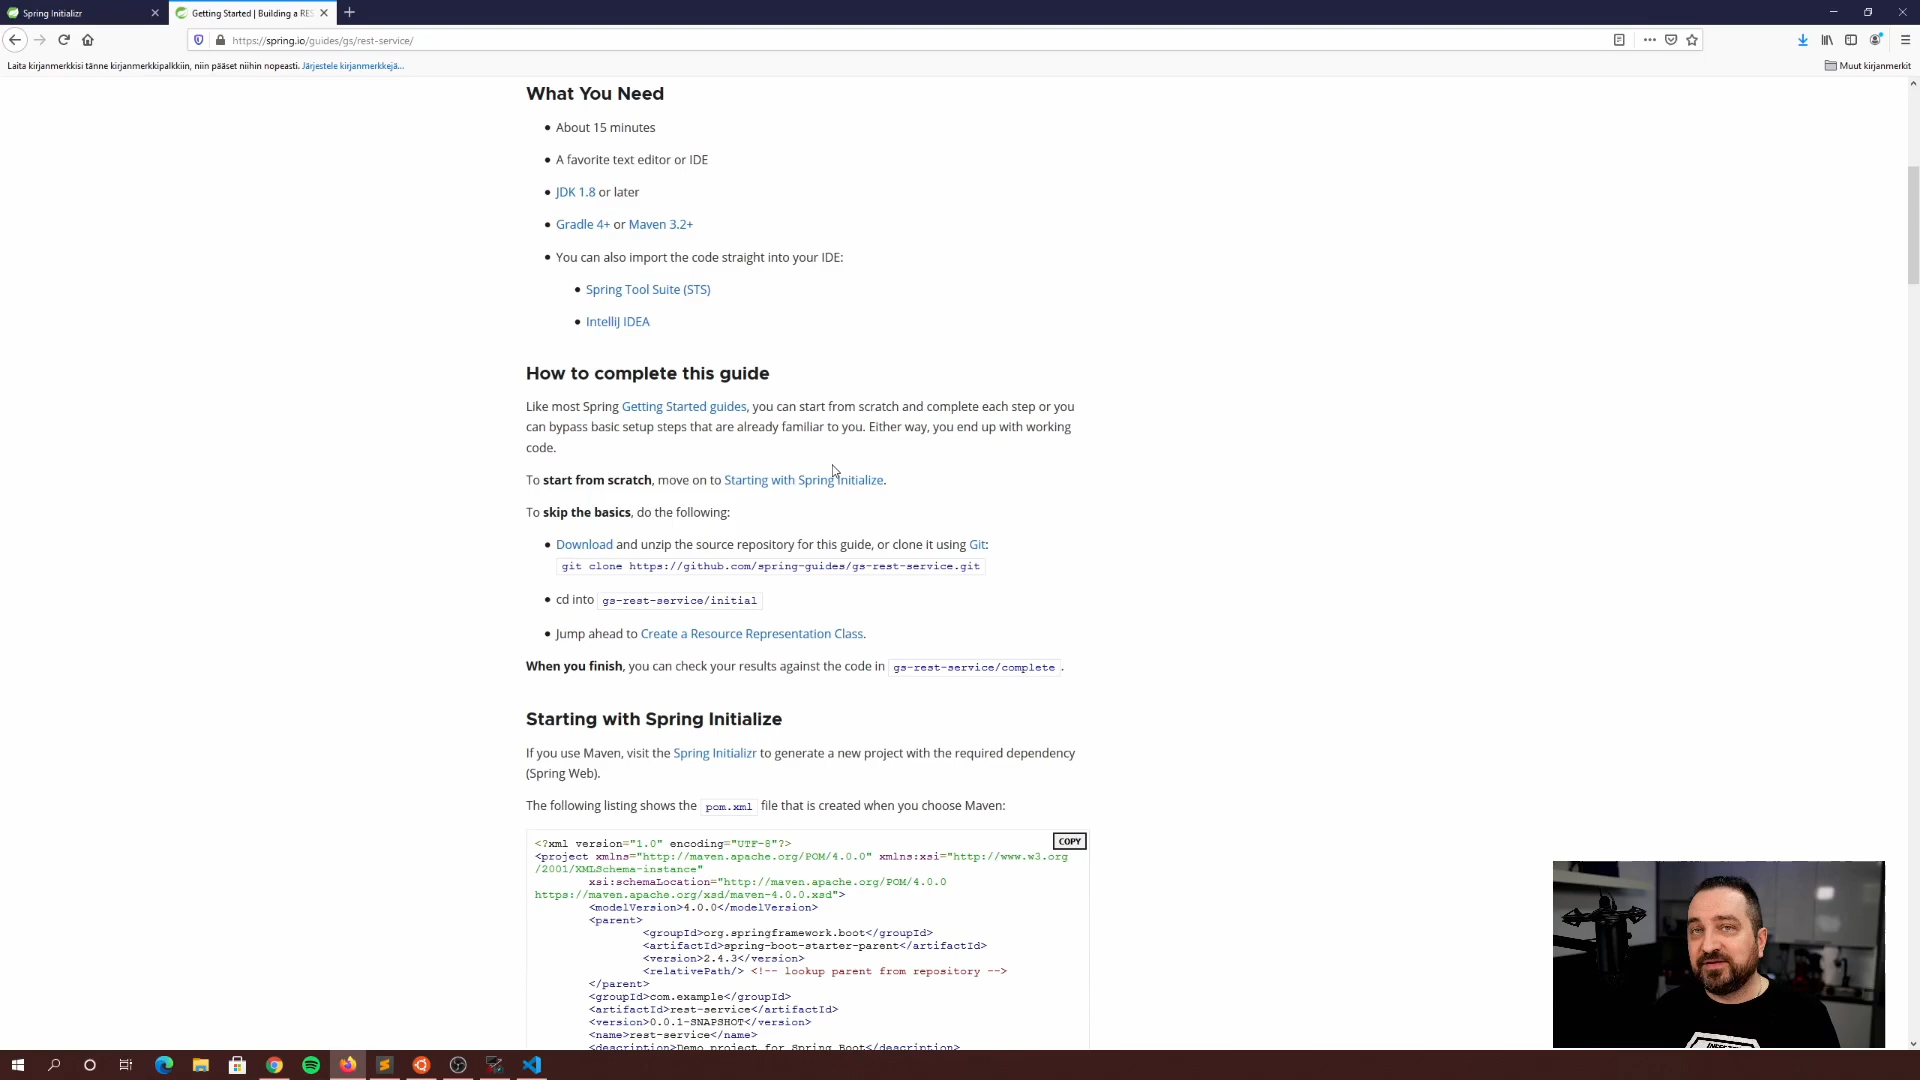 Spring Initializr
Getting Started | Building a RES
https://spring.io/guides/gs/rest-service/
Laita kirjanmerkkisi tänne kirjanmerkkipalkkiin, niin pääset niihin nopeasti. Järjestele kirjanmerkkejä...
Muut kirjanmerkit
What You Need
About 15 minutes
A favorite text editor or IDE
JDK 1.8 or later
Gradle 4+ or Maven 3.2+
You can also import the code straight into your IDE:
Spring Tool Suite (STS)
IntelliJ IDEA
How to complete this guide
Like most Spring Getting Started guides, you can start from scratch and complete each step or you
can bypass basic setup steps that are already familiar to you. Either way, you end up with working
code.
To start from scratch, move on to Starting with Spring Initialize.
To skip the basics, do the following:
Download and unzip the source repository for this guide, or clone it using Git:
git clone https://github.com/spring-guides/gs-rest-service.git
cd into gs-rest-service/initial
Jump ahead to Create a Resource Representation Class.
When you finish, you can check your results against the code in gs-rest-service/complete .
Starting with Spring Initialize
If you use Maven, visit the Spring Initializr to generate a new project with the required dependency
(Spring Web).
The following listing shows the pom.xml file that is created when you choose Maven:
COPY
<?xml version="1.0" encoding="UTF-8"?>
<project xmlns="http://maven.apache.org/POM/4.0.0" xmlns:xsi="http://www.w3.org
/2001/XMLSchema-instance"
xsi:schemaLocation="http://maven.apache.org/POM/4.0.0
https://maven.apache.org/xsd/maven-4.0.0.xsd">
<modelVersion>4.0.0</modelVersion>
<parent>
<groupId>org.springframework.boot</groupId>
<artifactId>spring-boot-starter-parent</artifactId>
<version>2.4.3</version>
<relativePath/> <!-- lookup parent from repository -->
</parent>
<groupId>com.example</groupId>
<artifactId>rest-service</artifactId>
<version>0.0.1-SNAPSHOT</version>
<name>rest-service</name>
<description>Demo project for Spring Boot</description>